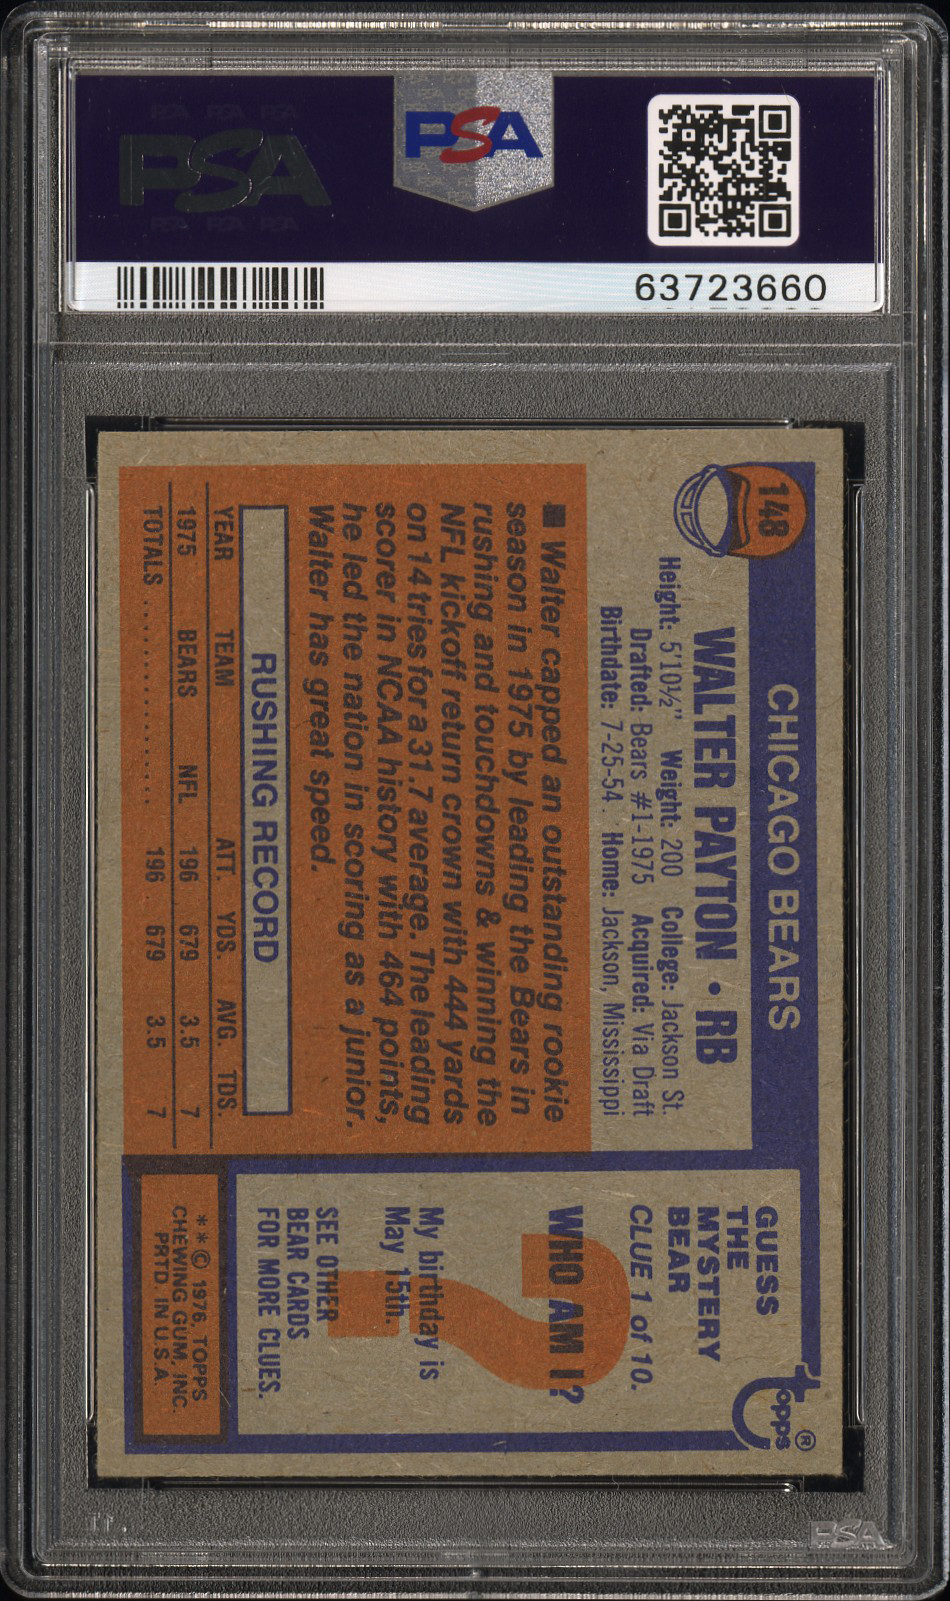 PSA PSA PSA
PSA
PSA PSA PSA
PSA
63723660
148
CHICAGO BEARS
WALTER PAYTON • RB
Height: 5'10½" Weight: 200 College: Jackson St.
Drafted: Bears #1-1975 Acquired: Via Draft
Birthdate: 7-25-54 Home: Jackson, Mississippi
■ Walter capped an outstanding rookie
season in 1975 by leading the Bears in
rushing and touchdowns & winning the
NFL kickoff return crown with 444 yards
on 14 tries for a 31.7 average. The leading
scorer in NCAA history with 464 points,
he led the nation in scoring as a junior.
Walter has great speed.
RUSHING RECORD
YEAR TEAM ATT. YDS. AVG. TDS.
1975 BEARS NFL 196 679 3.5 7
TOTALS .................... 196 679 3.5 7
topps®
GUESS
THE
MYSTERY
BEAR
CLUE 1 of 10.
?
WHO AM I?
My birthday is
May 15th.
SEE OTHER
BEAR CARDS
FOR MORE CLUES.
**© 1976, TOPPS
CHEWING GUM, INC.
PRTD. IN U.S.A.
PSA